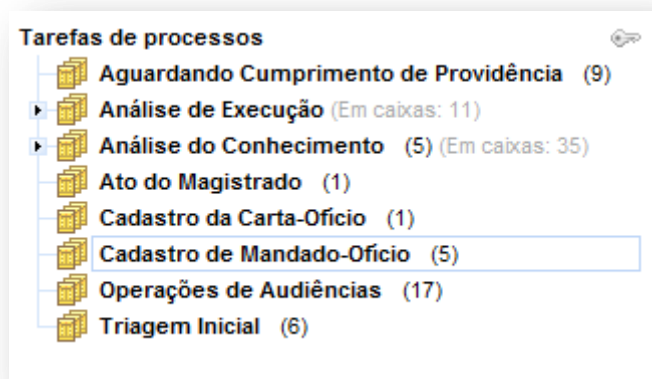 Tarefas de processos
Aguardando Cumprimento de Providência (9)
Análise de Execução (Em caixas: 11)
Análise do Conhecimento (5) (Em caixas: 35)
Ato do Magistrado (1)
Cadastro da Carta-Ofício (1)
Cadastro de Mandado-Ofício (5)
Operações de Audiências (17)
Triagem Inicial (6)